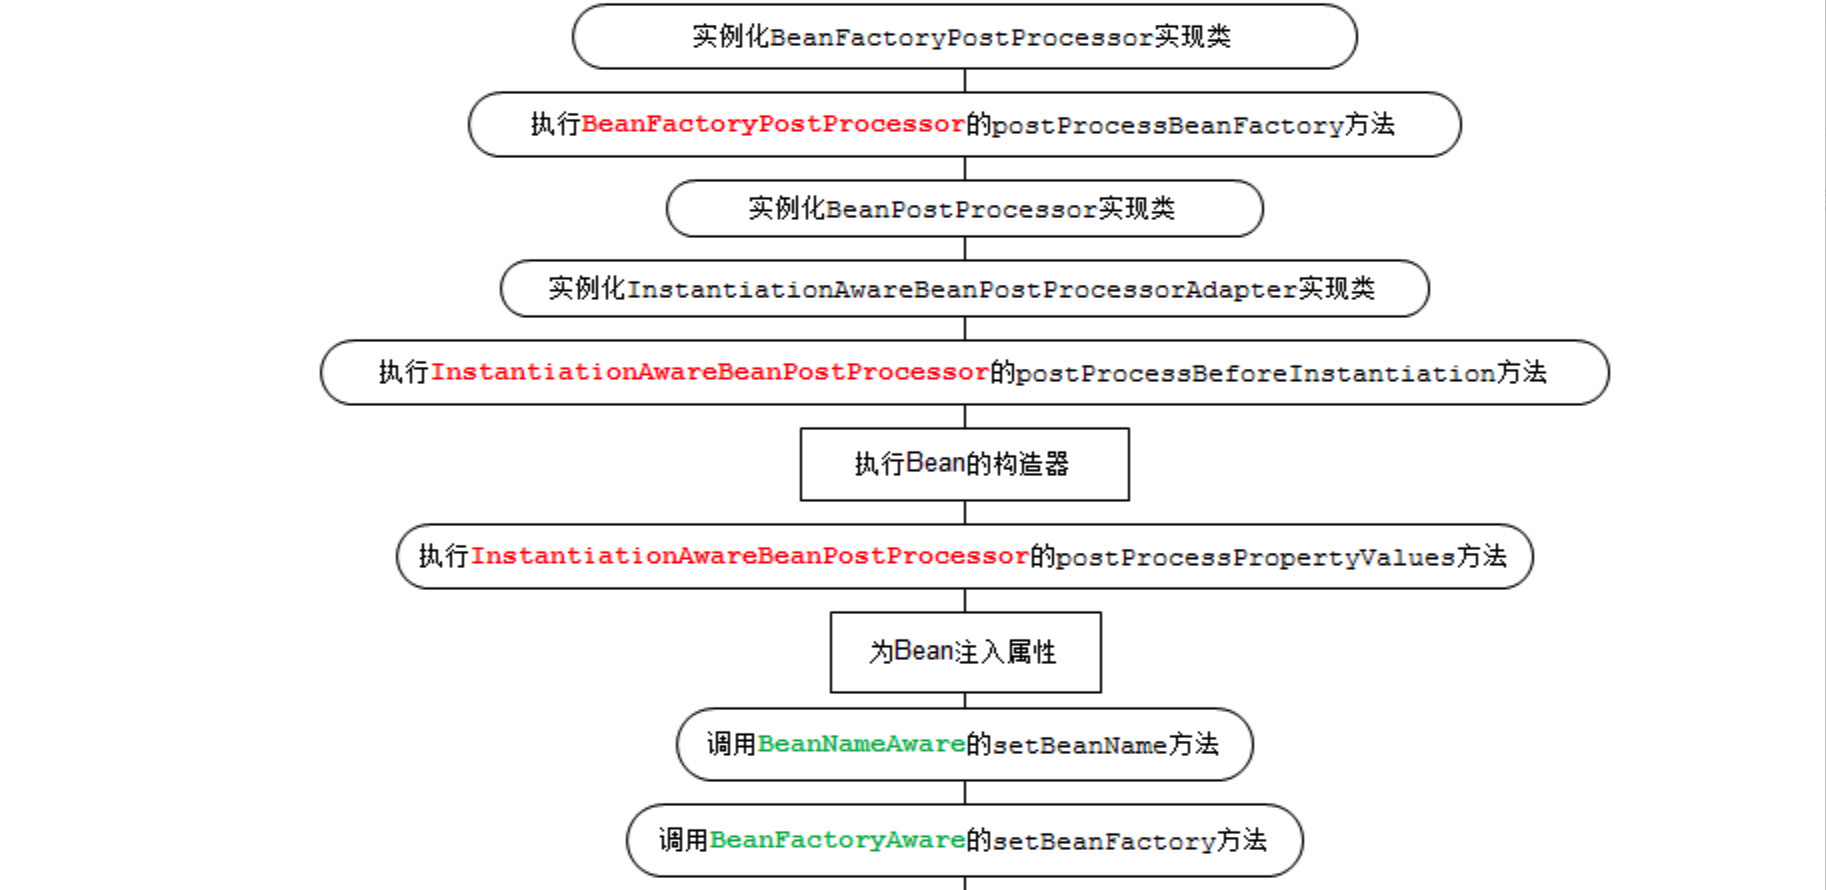 实例化BeanFactoryPostProcessor实现类
执行BeanFactoryPostProcessor的postProcessBeanFactory方法
实例化BeanPostProcessor实现类
实例化InstantiationAwareBeanPostProcessorAdapter实现类
执行InstantiationAwareBeanPostProcessor的postProcessBeforeInstantiation方法
执行Bean的构造器
执行InstantiationAwareBeanPostProcessor的postProcessPropertyValues方法
为Bean注入属性
调用BeanNameAware的setBeanName方法
调用BeanFactoryAware的setBeanFactory方法